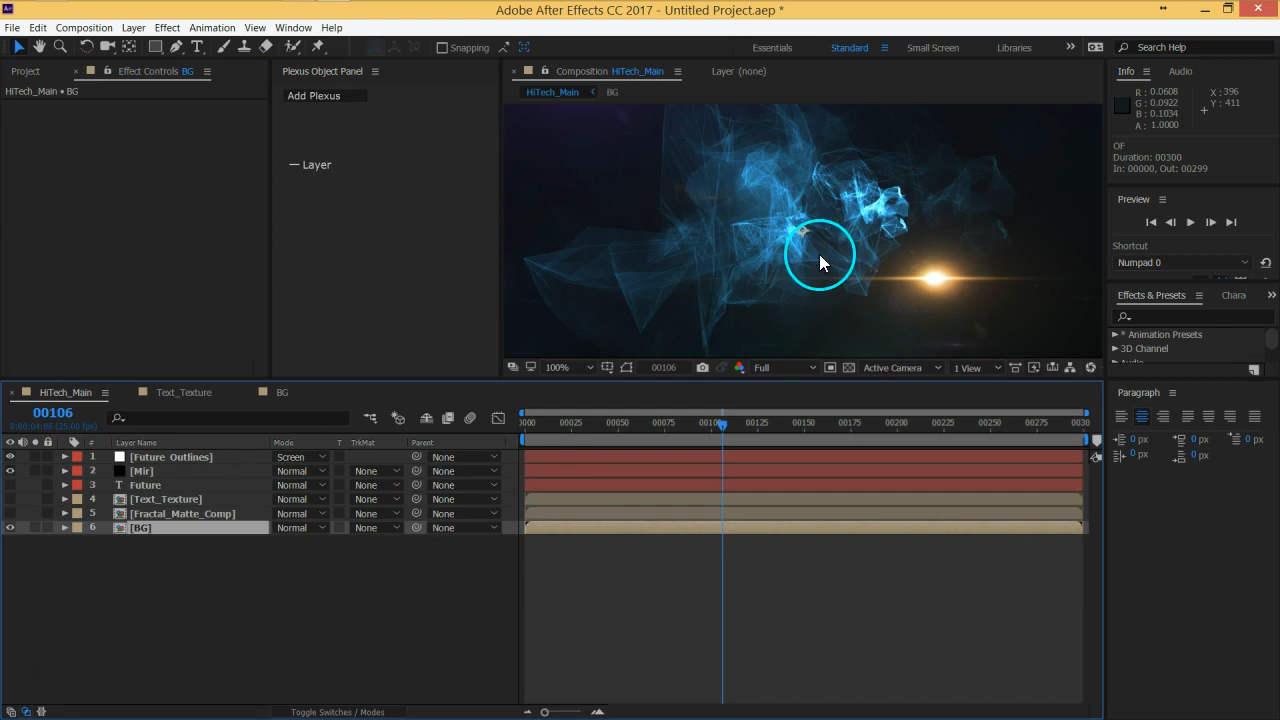 Adobe After Effects CC 2017 - Untitled Project.aep *
File Edit Composition Layer Effect Animation View Window Help
Snapping
Essentials Standard Small Screen Libraries Search Help
Project Effect Controls BG
HiTech_Main • BG
Plexus Object Panel
Add Plexus
Layer
Composition HiTech_Main Layer (none)
HiTech_Main BG
100% 00106 Full Active Camera 1 View
Info Audio
R : 0.0608 X : 396
G : 0.0922 Y : 411
B : 0.1034
A : 1.0000
OF
Duration: 00300
In: 00000, Out: 00299
Preview
Shortcut
Numpad 0
Effects & Presets Chara
* Animation Presets
3D Channel
Paragraph
0 px 0 px 0 px
0 px 0 px
HiTech_Main Text_Texture BG
00106
0:00:04:06 (25.00 fps)
# Layer Name Mode T TrkMat Parent
1 [Future Outlines] Screen None
2 [Mir] Normal None None
3 T Future Normal None None
4 [Text_Texture] Normal None None
5 [Fractal_Matte_Comp] Normal None None
6 [BG] Normal None None
0000 00025 00050 00075 0010 00125 00150 00175 00200 00225 00250 00275 0030
Toggle Switches / Modes